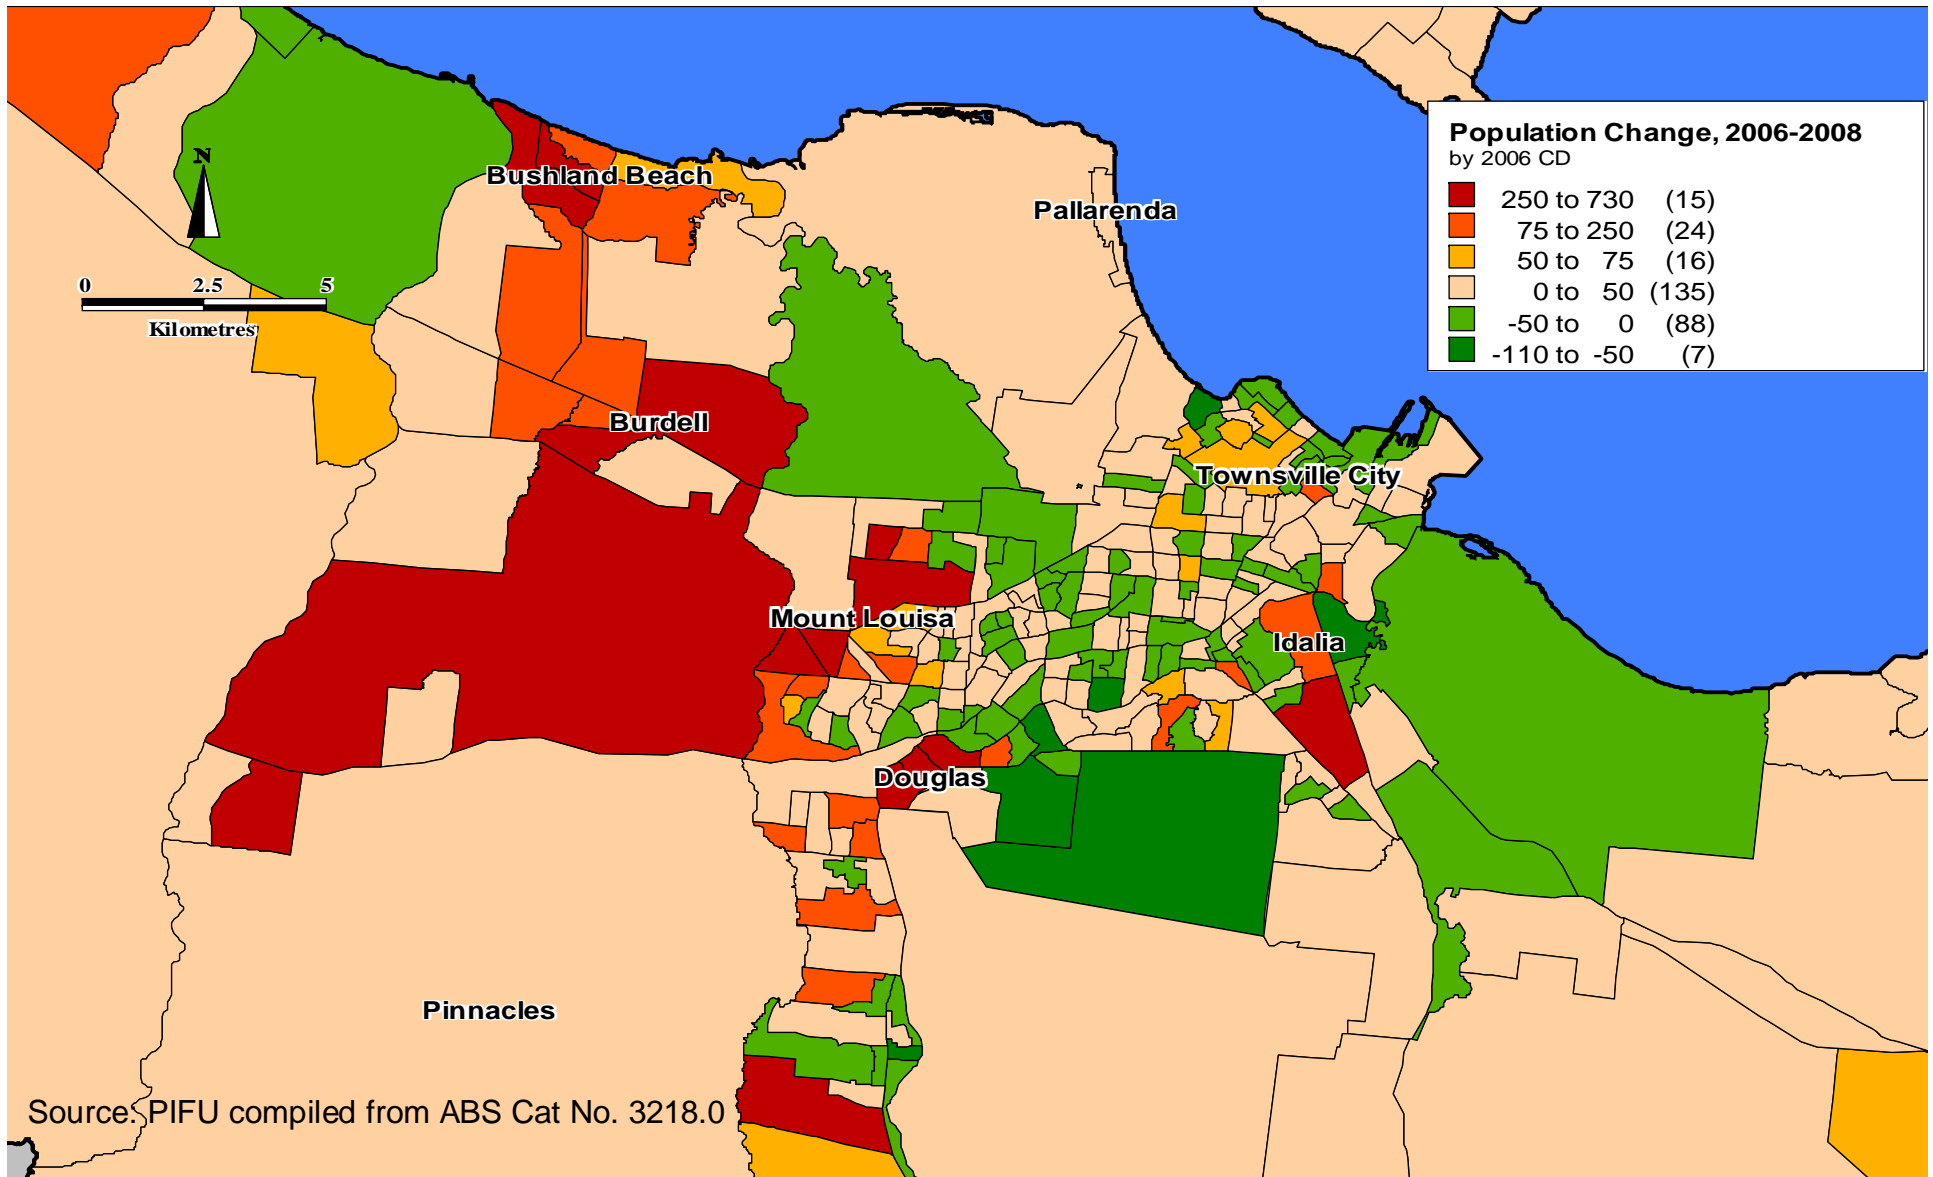 Population Change, 2006-2008
by 2006 CD
250 to 730 (15)
75 to 250 (24)
50 to 75 (16)
0 to 50 (135)
-50 to 0 (88)
-110 to -50 (7)
N
Bushland Beach
Pallarenda
0 2.5 5
Kilometres
Burdell
Townsville City
Mount Louisa
Idalia
Douglas
Pinnacles
Source: PIFU compiled from ABS Cat No. 3218.0